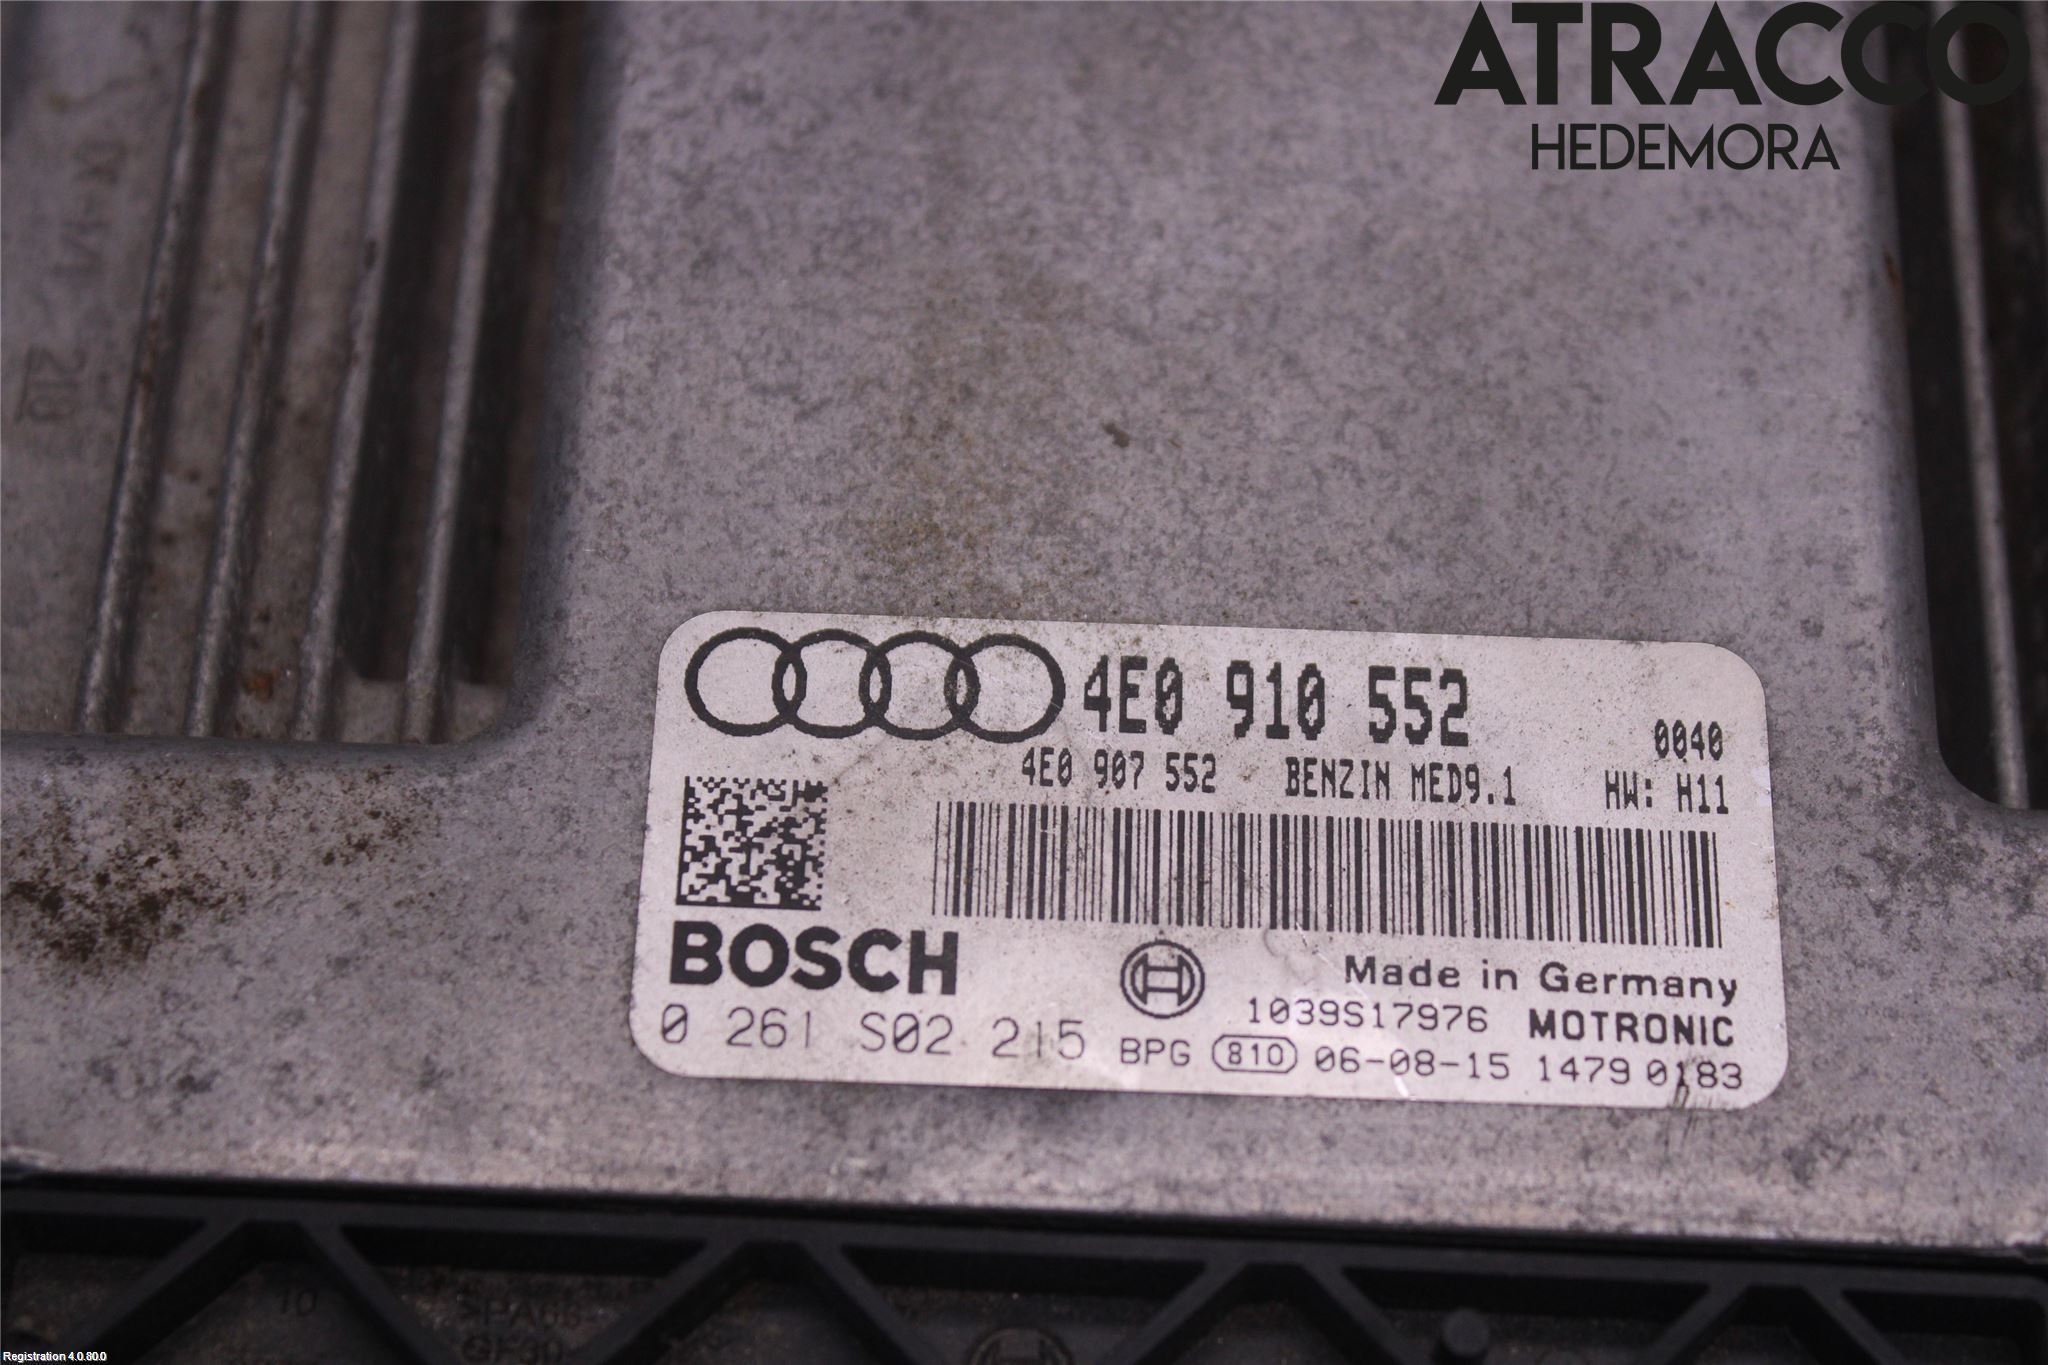 ATRACCO
HEDEMORA
4E0 910 552
0040
4E0 907 552 BENZIN MED9.1 HW: H11
BOSCH
Made in Germany
1039S17976 MOTRONIC
0 261 S02 215 BPG 810 06-08-15 1479 0183
10
Registration 4.0.80.0